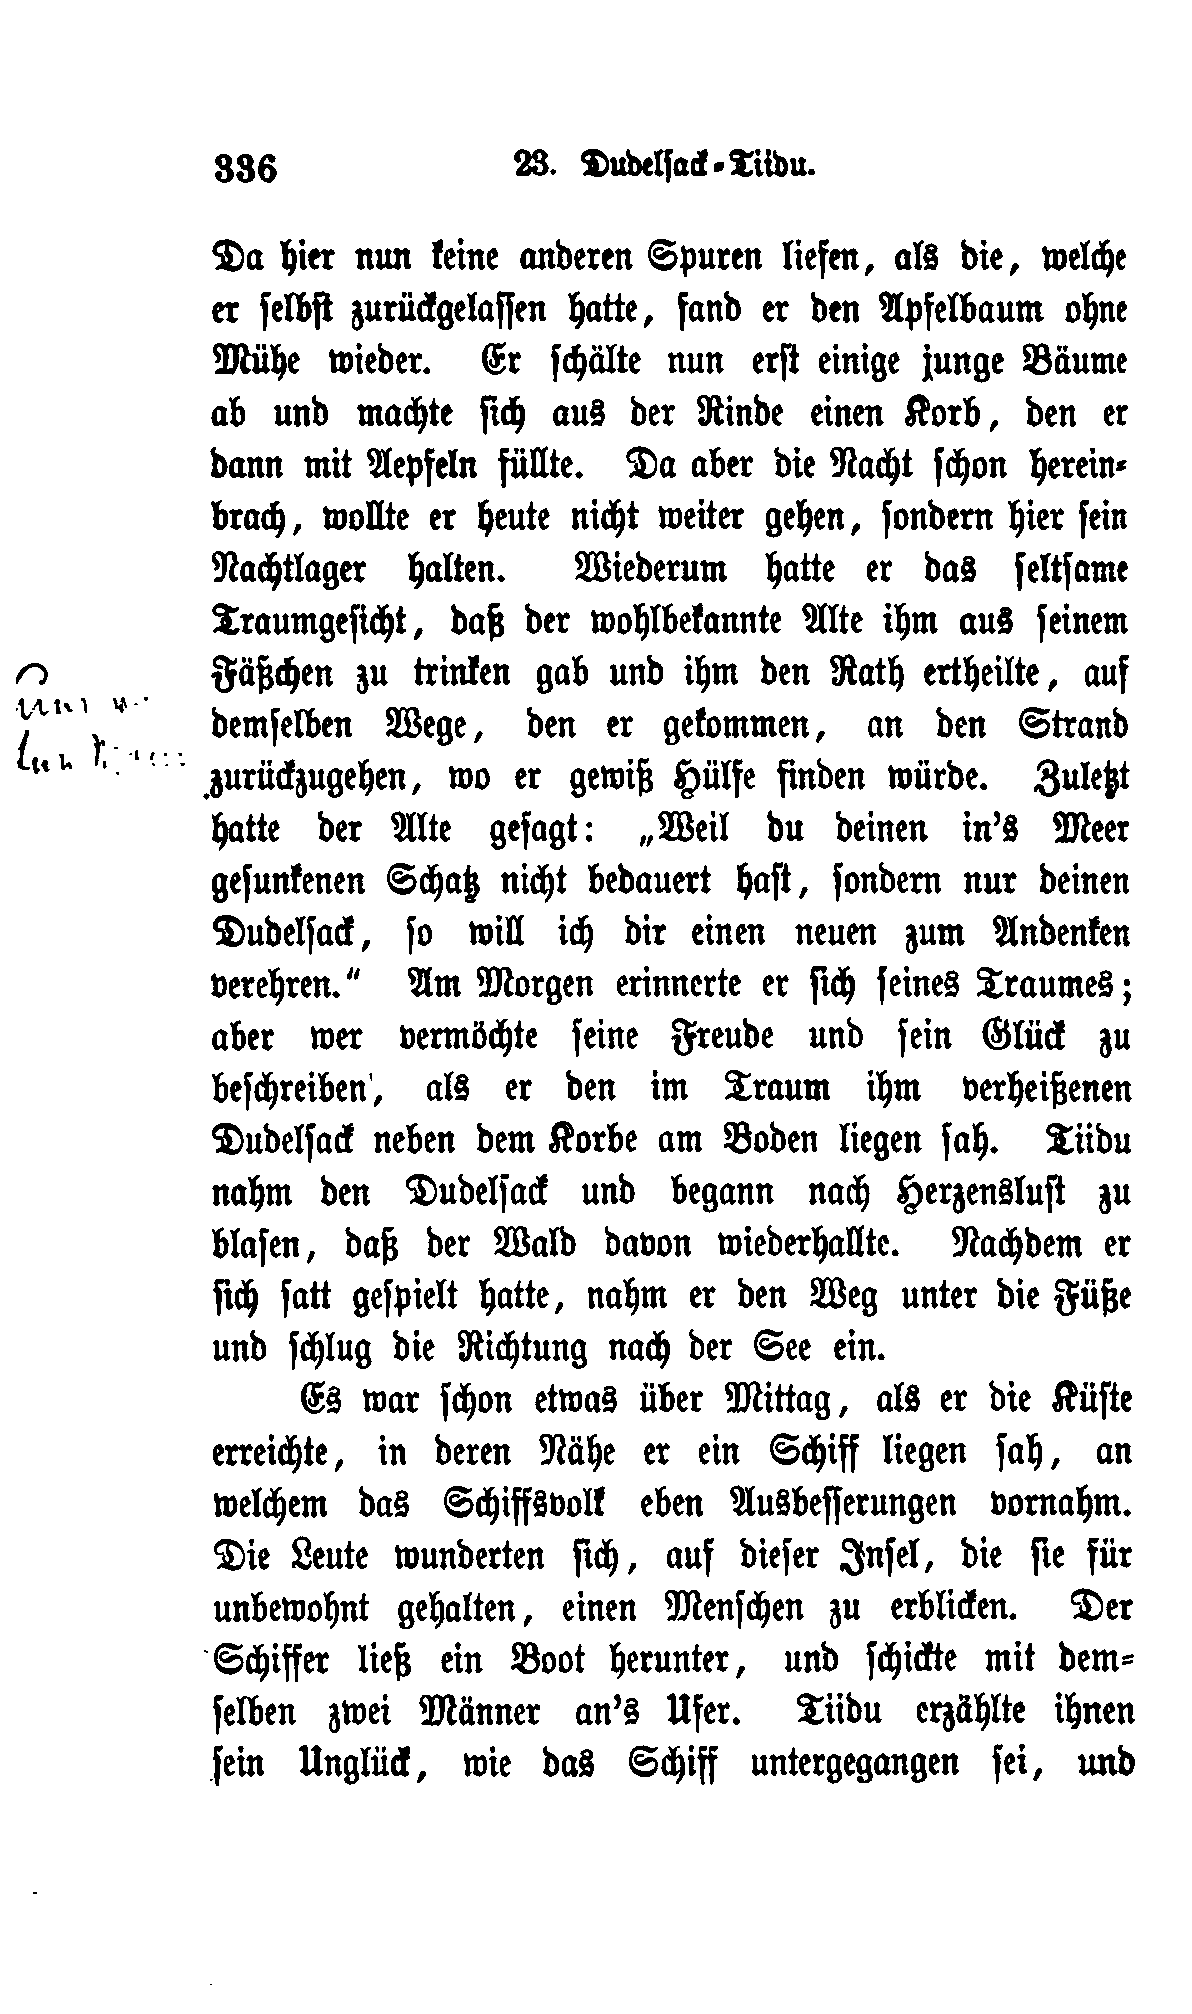 336 23. Dudelsack-Tiidu.
Da hier nun keine anderen Spuren liefen, als die, welche
er selbst zurückgelassen hatte, fand er den Apfelbaum ohne
Mühe wieder. Er schälte nun erst einige junge Bäume
ab und machte sich aus der Rinde einen Korb, den er
dann mit Aepfeln füllte. Da aber die Nacht schon herein-
brach, wollte er heute nicht weiter gehen, sondern hier sein
Nachtlager halten. Wiederum hatte er das seltsame
Traumgesicht, daß der wohlbekannte Alte ihm aus seinem
Fäßchen zu trinken gab und ihm den Rath ertheilte, auf
demselben Wege, den er gekommen, an den Strand
zurückzugehen, wo er gewiß Hülfe finden würde. Zuletzt
hatte der Alte gesagt: „Weil du deinen in's Meer
gesunkenen Schatz nicht bedauert hast, sondern nur deinen
Dudelsack, so will ich dir einen neuen zum Andenken
verehren.“ Am Morgen erinnerte er sich seines Traumes;
aber wer vermöchte seine Freude und sein Glück zu
beschreiben, als er den im Traum ihm verheißenen
Dudelsack neben dem Korbe am Boden liegen sah. Tiidu
nahm den Dudelsack und begann nach Herzenslust zu
blasen, daß der Wald davon wiederhallte. Nachdem er
sich satt gespielt hatte, nahm er den Weg unter die Füße
und schlug die Richtung nach der See ein.
Es war schon etwas über Mittag, als er die Küste
erreichte, in deren Nähe er ein Schiff liegen sah, an
welchem das Schiffsvolk eben Ausbesserungen vornahm.
Die Leute wunderten sich, auf dieser Insel, die sie für
unbewohnt gehalten, einen Menschen zu erblicken. Der
Schiffer ließ ein Boot herunter, und schickte mit dem-
selben zwei Männer an's Ufer. Tiidu erzählte ihnen
sein Unglück, wie das Schiff untergegangen sei, und